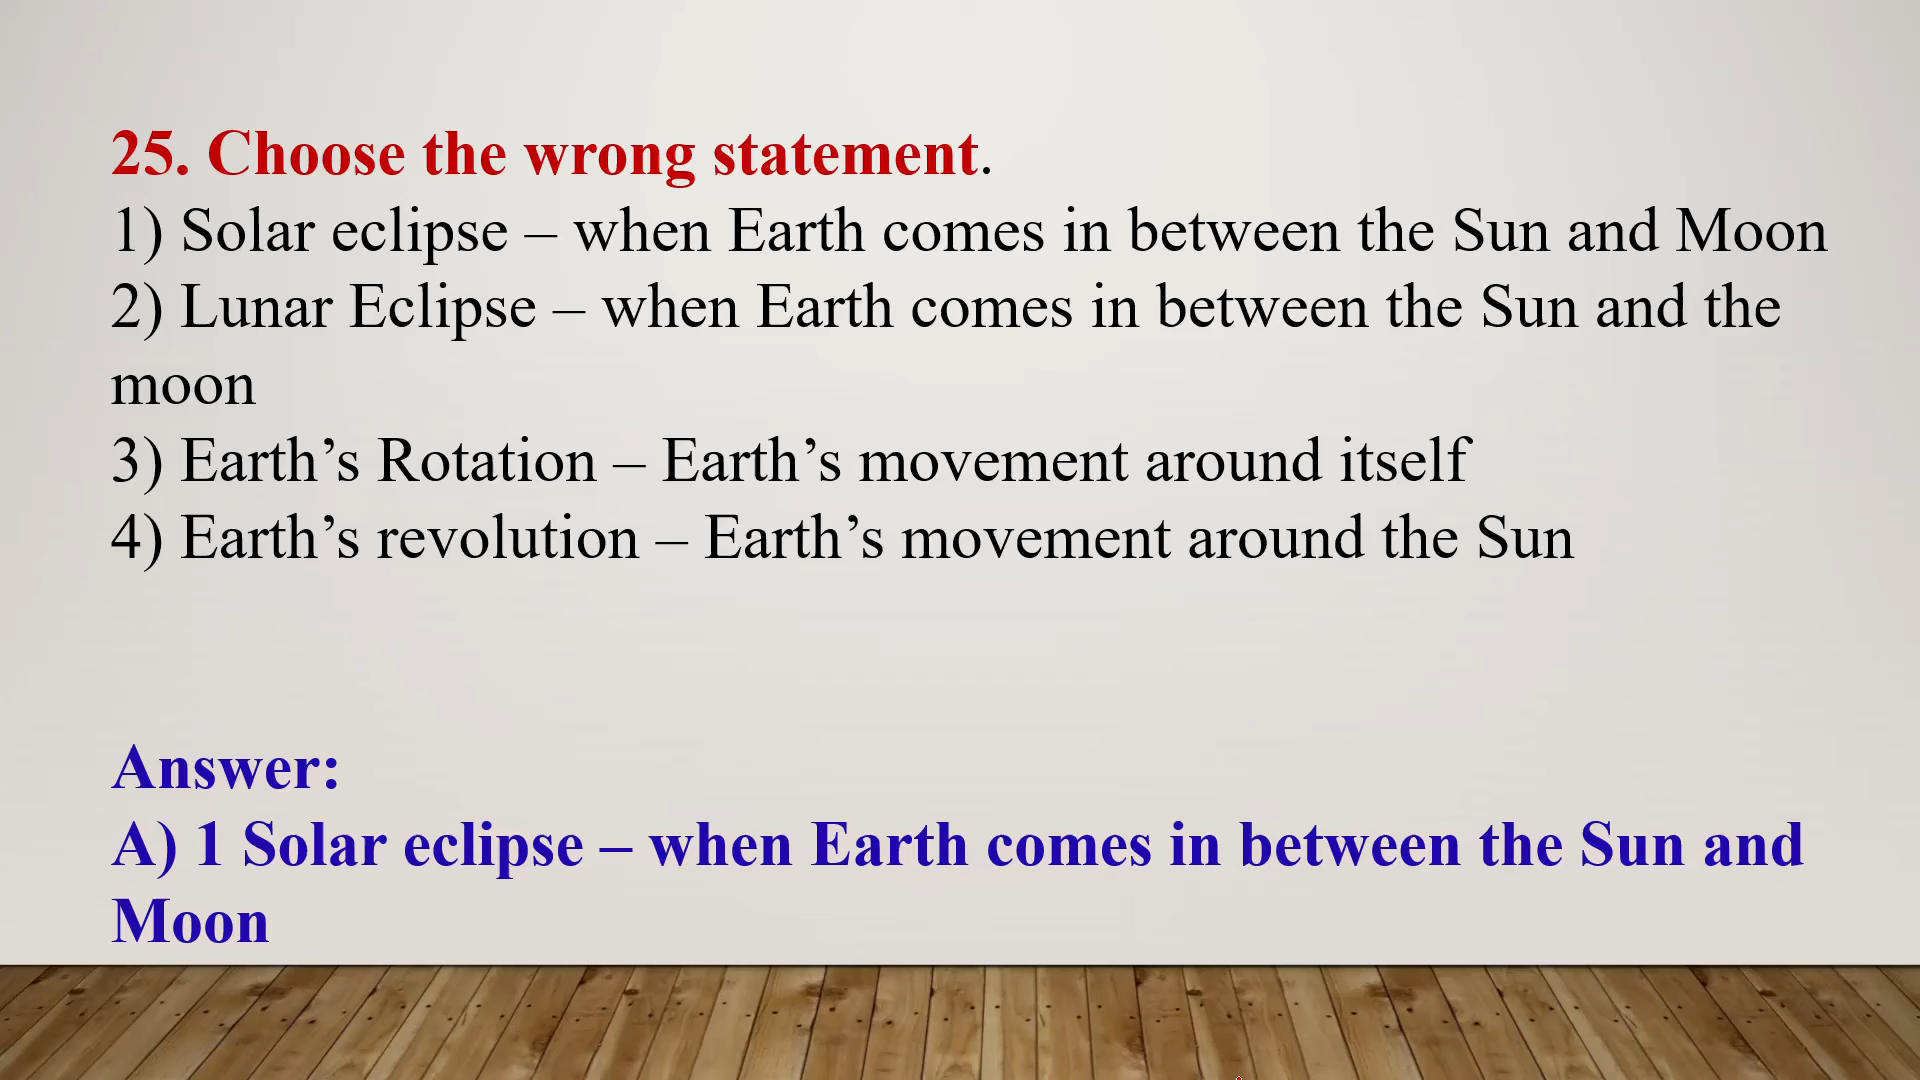 25. Choose the wrong statement.
1) Solar eclipse – when Earth comes in between the Sun and Moon
2) Lunar Eclipse – when Earth comes in between the Sun and the
moon
3) Earth’s Rotation – Earth’s movement around itself
4) Earth’s revolution – Earth’s movement around the Sun
Answer:
A) 1 Solar eclipse – when Earth comes in between the Sun and
Moon